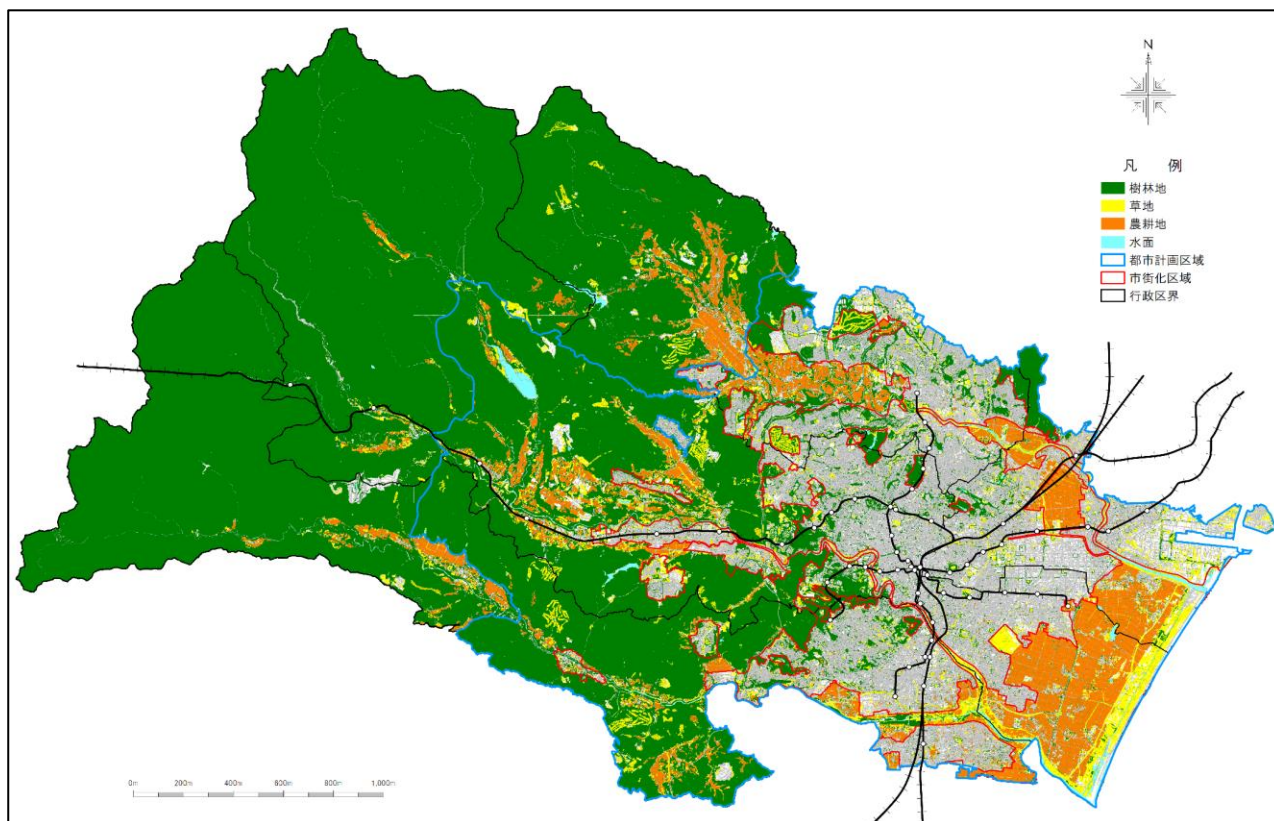 N
凡 例
樹林地
草地
農耕地
水面
都市計画区域
市街化区域
行政区界
0m 200m 400m 600m 800m 1,000m